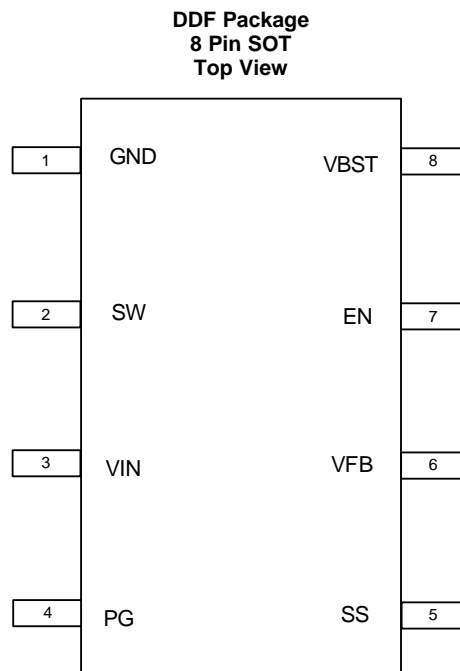 DDF Package
8 Pin SOT
Top View
1 GND VBST 8
2 SW EN 7
3 VIN VFB 6
4 PG SS 5